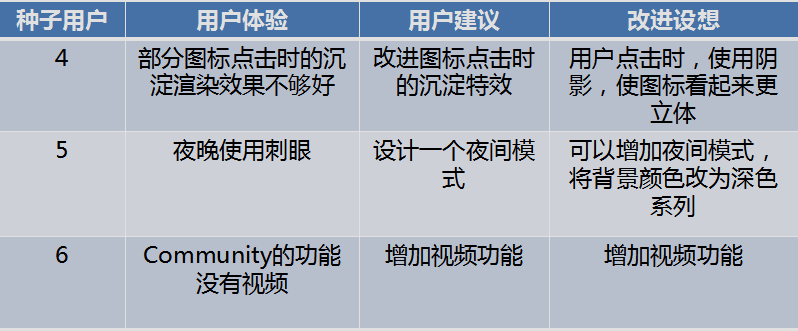 种子用户 用户体验 用户建议 改进设想
4 部分图标点击时的沉 改进图标点击时 用户点击时，使用阴
淀渲染效果不够好 的沉淀特效 影，使图标看起来更
立体
5 夜晚使用刺眼 设计一个夜间模 可以增加夜间模式，
式 将背景颜色改为深色
系列
6 Community的功能 增加视频功能 增加视频功能
没有视频